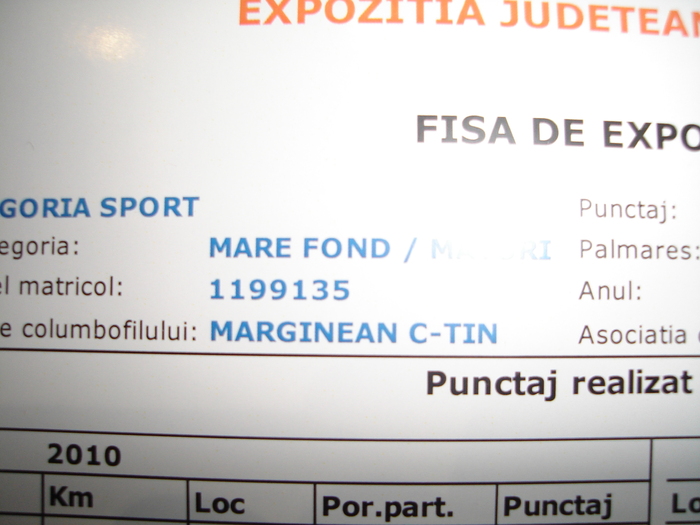 EXPOZITIA JUDETEAN
FISA DE EXPO
GORIA SPORT Punctaj:
egoria: MARE FOND / Palmares:
el matricol: 1199135 Anul:
e columbofilului: MARGINEAN C-TIN Asociatia
Punctaj realizat
2010
Km Loc Por.part. Punctaj Lo